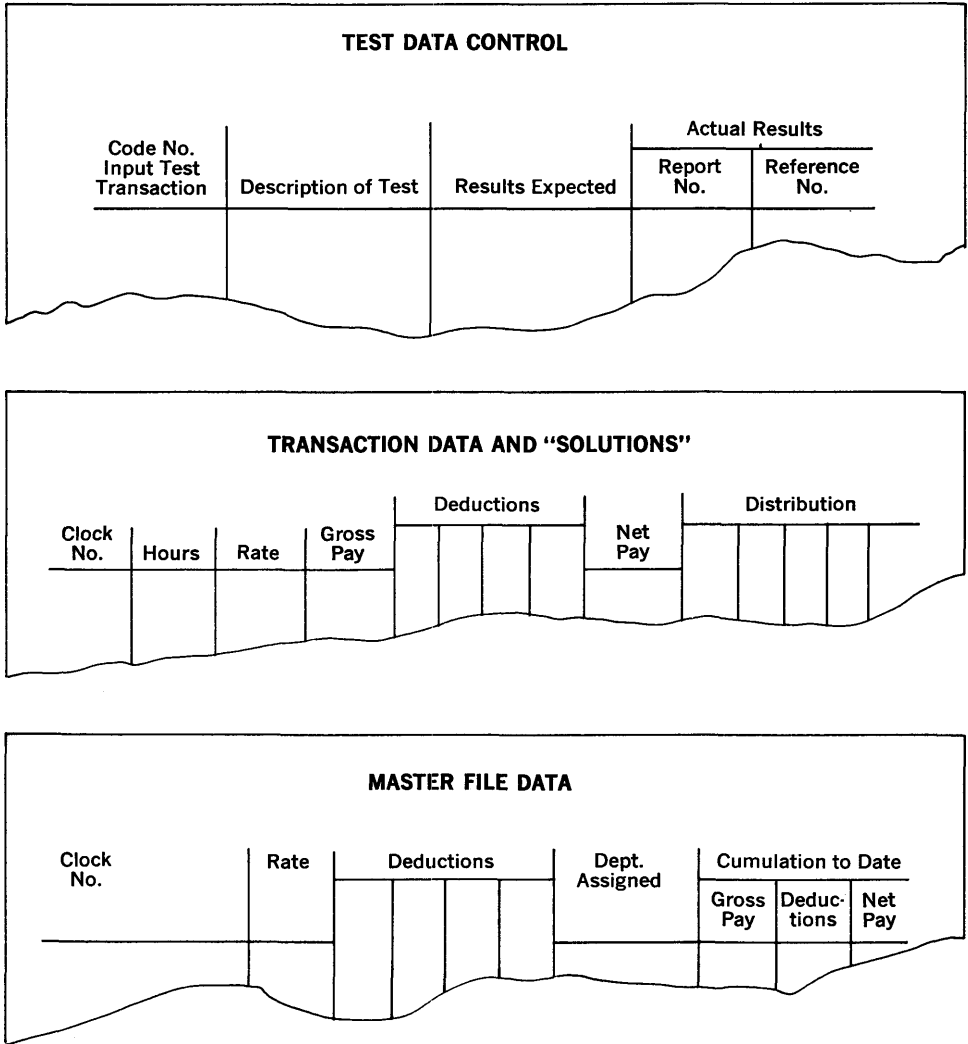 TEST DATA CONTROL
Code No.
Input Test
Transaction
Description of Test
Results Expected
Actual Results
Report
No.
Reference
No.
TRANSACTION DATA AND “SOLUTIONS”
Clock
No.
Hours
Rate
Gross
Pay
Deductions
Net
Pay
Distribution
MASTER FILE DATA
Clock
No.
Rate
Deductions
Dept.
Assigned
Cumulation to Date
Gross
Pay
Deduc-
tions
Net
Pay